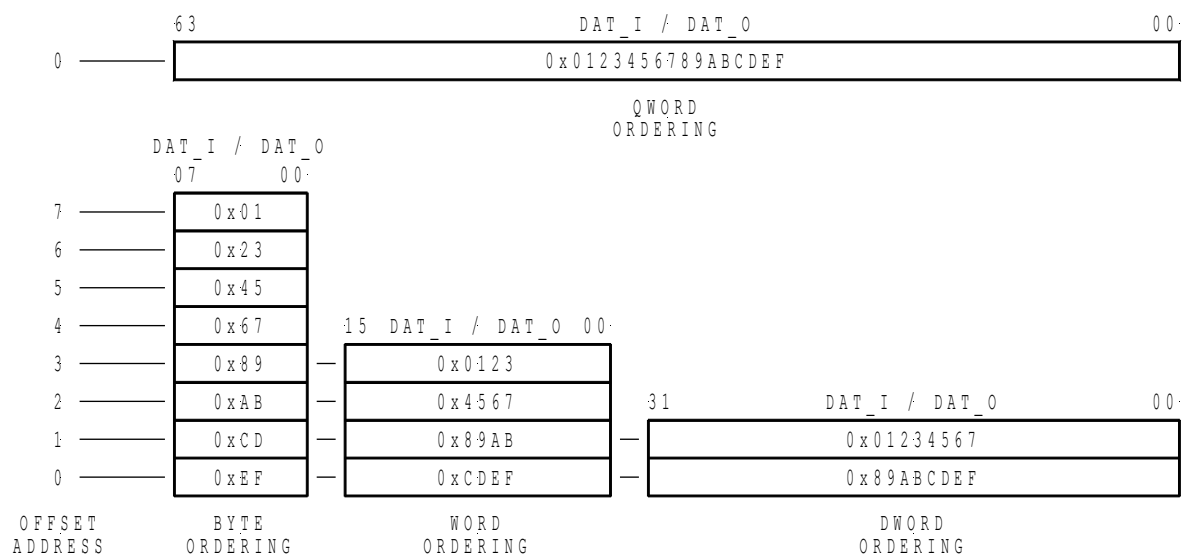 63 DAT_I / DAT_O 00
0 0x0123456789ABCDEF
QWORD
ORDERING
DAT_I / DAT_O
07 00
7 0x01
6 0x23
5 0x45
4 0x67 15 DAT_I / DAT_O 00
3 0x89 0x0123
2 0xAB 0x4567 31 DAT_I / DAT_O 00
1 0xCD 0x89AB 0x01234567
0 0xEF 0xCDEF 0x89ABCDEF
OFFSET BYTE WORD DWORD
ADDRESS ORDERING ORDERING ORDERING